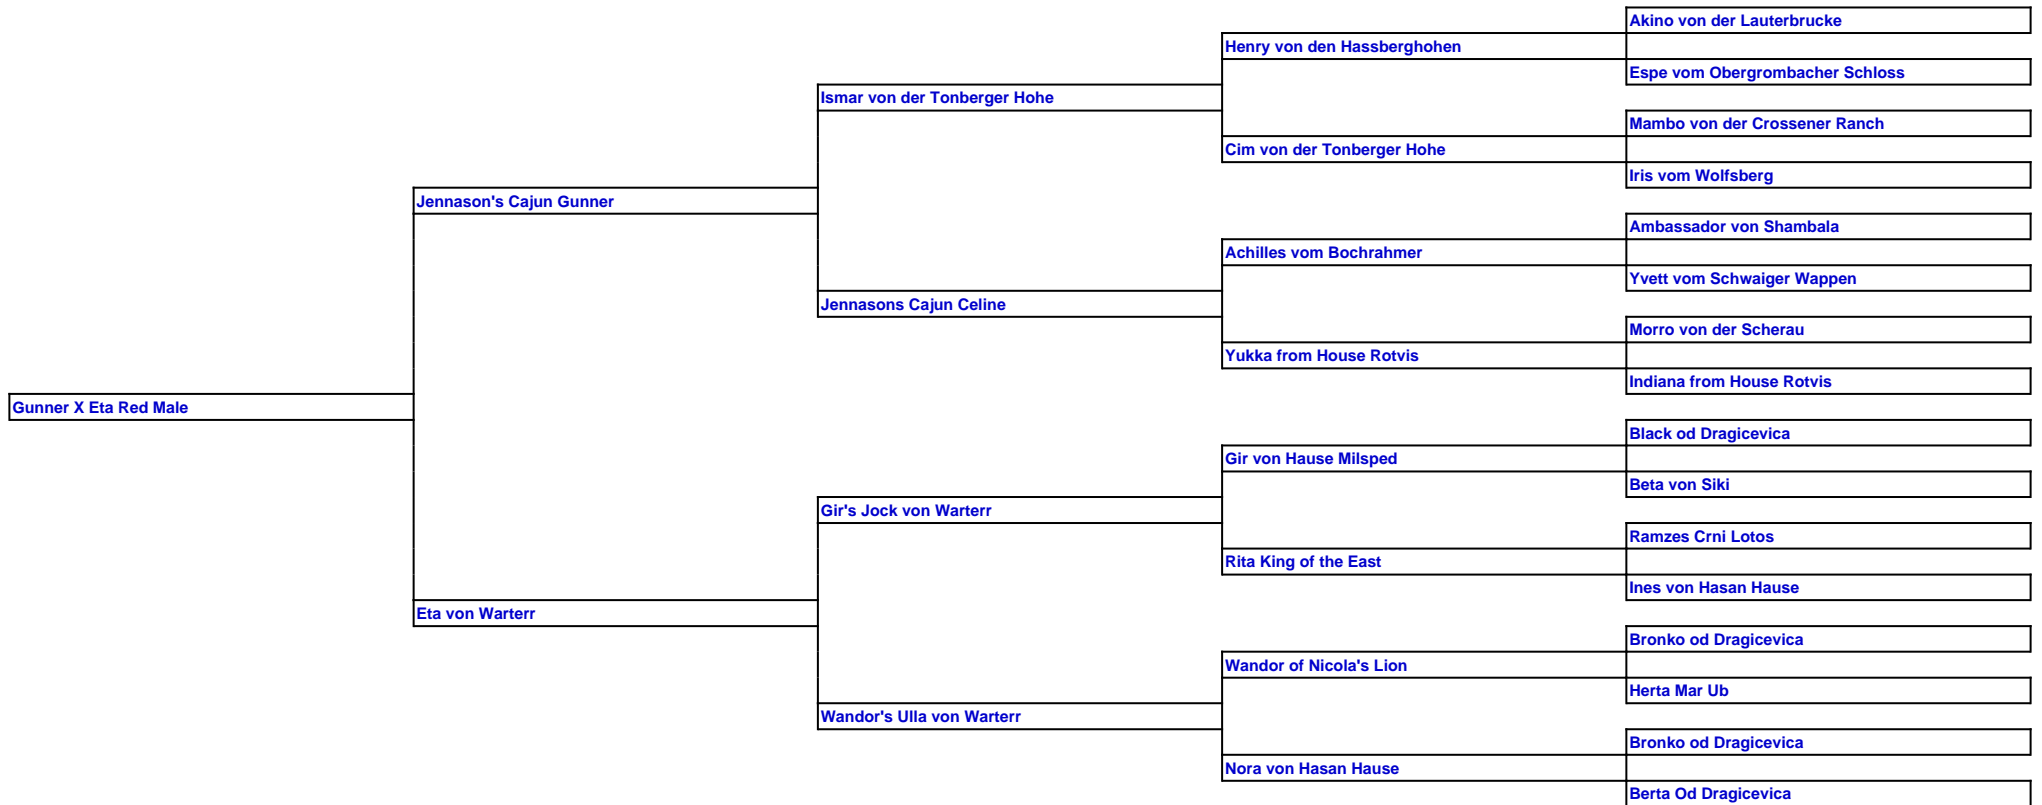 Akino von der Lauterbrucke
Henry von den Hassberghohen
Espe vom Obergrombacher Schloss
Ismar von der Tonberger Hohe
Mambo von der Crossener Ranch
Cim von der Tonberger Hohe
Iris vom Wolfsberg
Jennason's Cajun Gunner
Ambassador von Shambala
Achilles vom Bochrahmer
Yvett vom Schwaiger Wappen
Jennasons Cajun Celine
Morro von der Scherau
Yukka from House Rotvis
Indiana from House Rotvis
Gunner X Eta Red Male
Black od Dragicevica
Gir von Hause Milsped
Beta von Siki
Gir's Jock von Warterr
Ramzes Crni Lotos
Rita King of the East
Ines von Hasan Hause
Eta von Warterr
Bronko od Dragicevica
Wandor of Nicola's Lion
Herta Mar Ub
Wandor's Ulla von Warterr
Bronko od Dragicevica
Nora von Hasan Hause
Berta Od Dragicevica